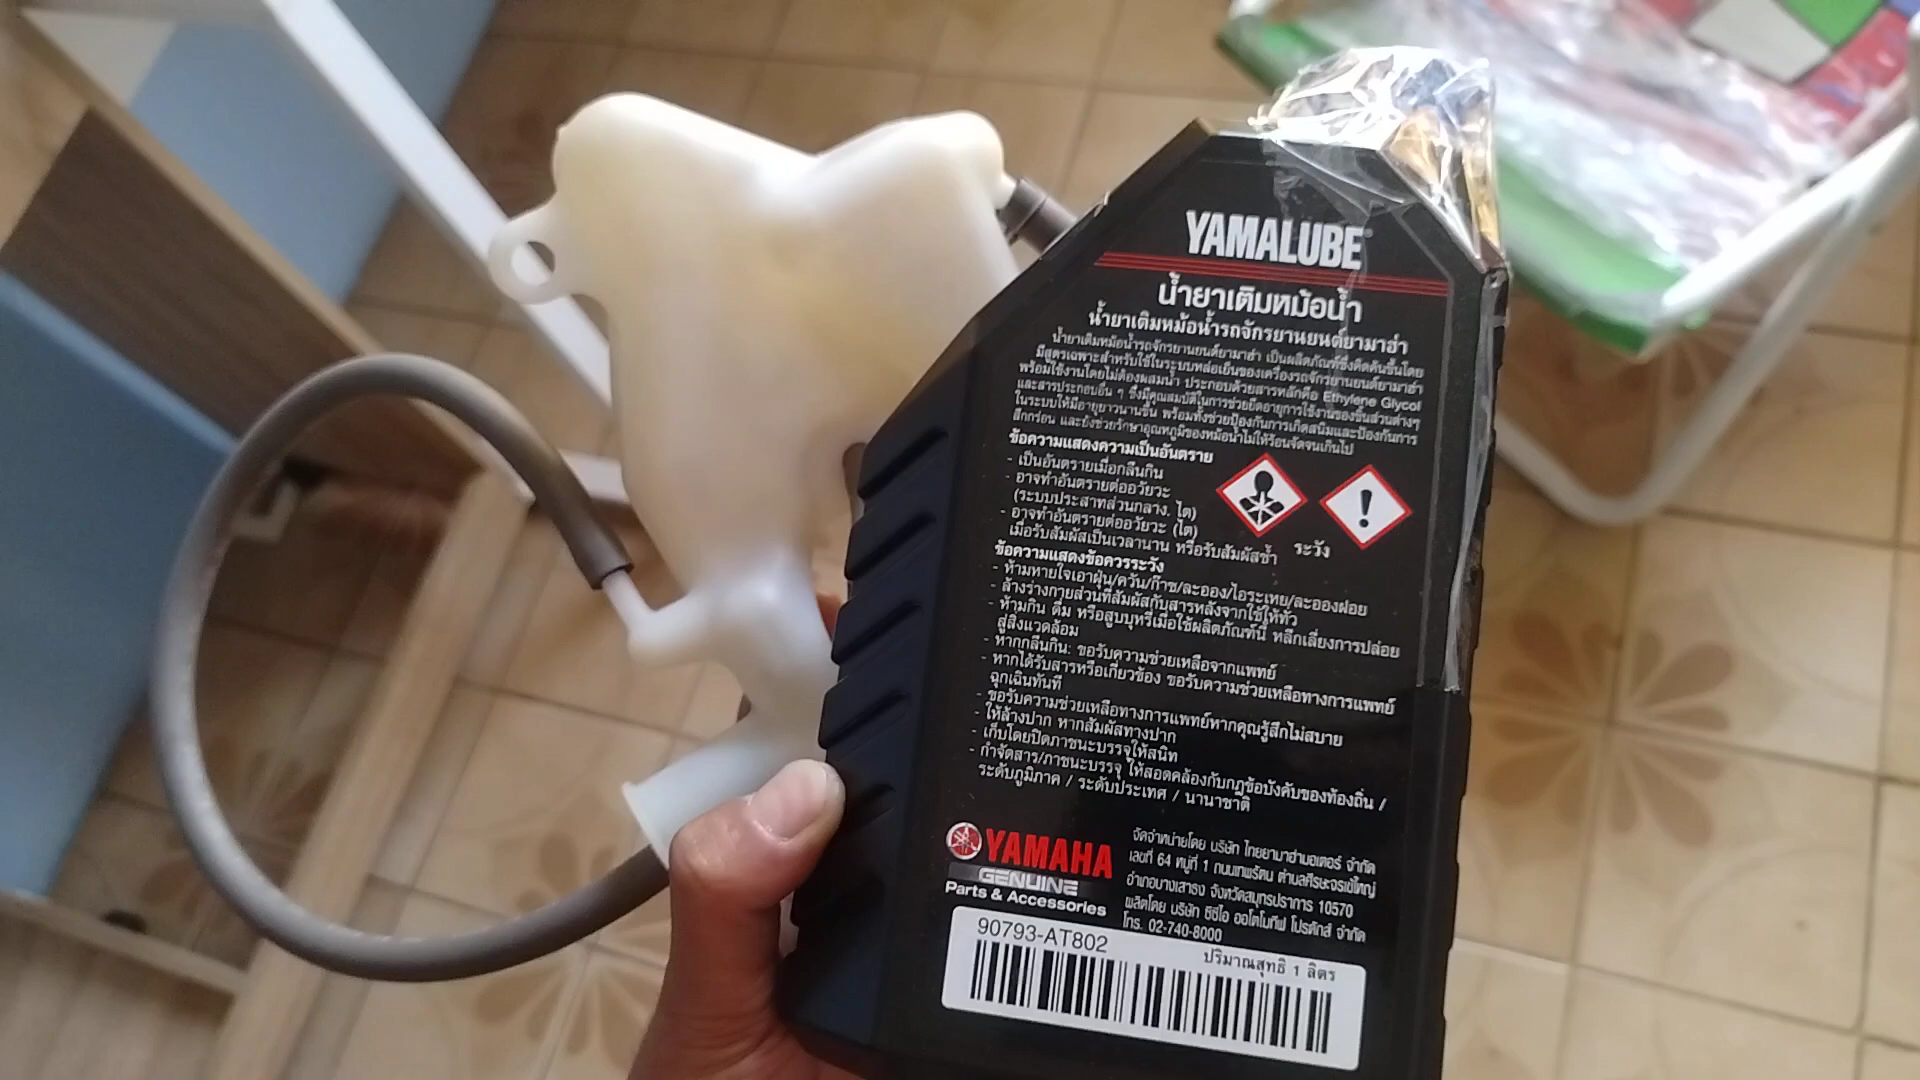 YAMALUBE
น้ำยาเติมหม้อน้ำ
น้ำยาเติมหม้อน้ำรถจักรยานยนต์ยามาฮ่า
น้ำยาเติมหม้อน้ำรถจักรยานยนต์ยามาฮ่า เป็นผลิตภัณฑ์ซึ่งคิดค้นขึ้นโดย
มีสูตรเฉพาะสำหรับใช้ในระบบหล่อเย็นของเครื่องรถจักรยานยนต์ยามาฮ่า
พร้อมใช้งานโดยไม่ต้องผสมน้ำ ประกอบด้วยสารหลักคือ Ethylene Glycol
และสารประกอบอื่น ๆ ซึ่งมีคุณสมบัติในการช่วยยืดอายุการใช้งานของชิ้นส่วนต่างๆ
ในระบบให้มีอายุยาวนานขึ้น พร้อมทั้งช่วยป้องกันการเกิดสนิมและป้องกันการ
สึกกร่อน และยังช่วยรักษาอุณหภูมิของหม้อน้ำไม่ให้ร้อนจัดจนเกินไป
ข้อความแสดงความเป็นอันตราย
- เป็นอันตรายเมื่อกลืนกิน
- อาจทำอันตรายต่ออวัยวะ
(ระบบประสาทส่วนกลาง, ไต)
- อาจทำอันตรายต่ออวัยวะ (ไต)
เมื่อรับสัมผัสเป็นเวลานาน หรือรับสัมผัสซ้ำ
ระวัง
ข้อความแสดงข้อควรระวัง
- ห้ามหายใจเอาฝุ่น/ควัน/ก๊าซ/ละออง/ไอระเหย/ละอองฝอย
- ล้างร่างกายส่วนที่สัมผัสกับสารหลังจากใช้ให้ทั่ว
- ห้ามกิน ดื่ม หรือสูบบุหรี่เมื่อใช้ผลิตภัณฑ์นี้ หลีกเลี่ยงการปล่อย
สู่สิ่งแวดล้อม
- หากกลืนกิน: ขอรับความช่วยเหลือจากแพทย์
- หากได้รับสารหรือเกี่ยวข้อง ขอรับความช่วยเหลือทางการแพทย์
ฉุกเฉินทันที
- ขอรับความช่วยเหลือทางการแพทย์หากคุณรู้สึกไม่สบาย
- ให้ล้างปาก หากสัมผัสทางปาก
- เก็บโดยปิดภาชนะบรรจุให้สนิท
- กำจัดสาร/ภาชนะบรรจุ ให้สอดคล้องกับกฎข้อบังคับของท้องถิ่น /
ระดับภูมิภาค / ระดับประเทศ / นานาชาติ
YAMAHA
GENUINE
Parts & Accessories
จัดจำหน่ายโดย บริษัท ไทยยามาฮ่ามอเตอร์ จำกัด
เลขที่ 64 หมู่ที่ 1 ถนนเทพรัตน ตำบลศีรษะจรเข้ใหญ่
อำเภอบางเสาธง จังหวัดสมุทรปราการ 10570
ผลิตโดย บริษัท ซีซีไอ ออโตโมทีฟ โปรดักส์ จำกัด
โทร. 02-740-8000
90793-AT802
ปริมาณสุทธิ 1 ลิตร